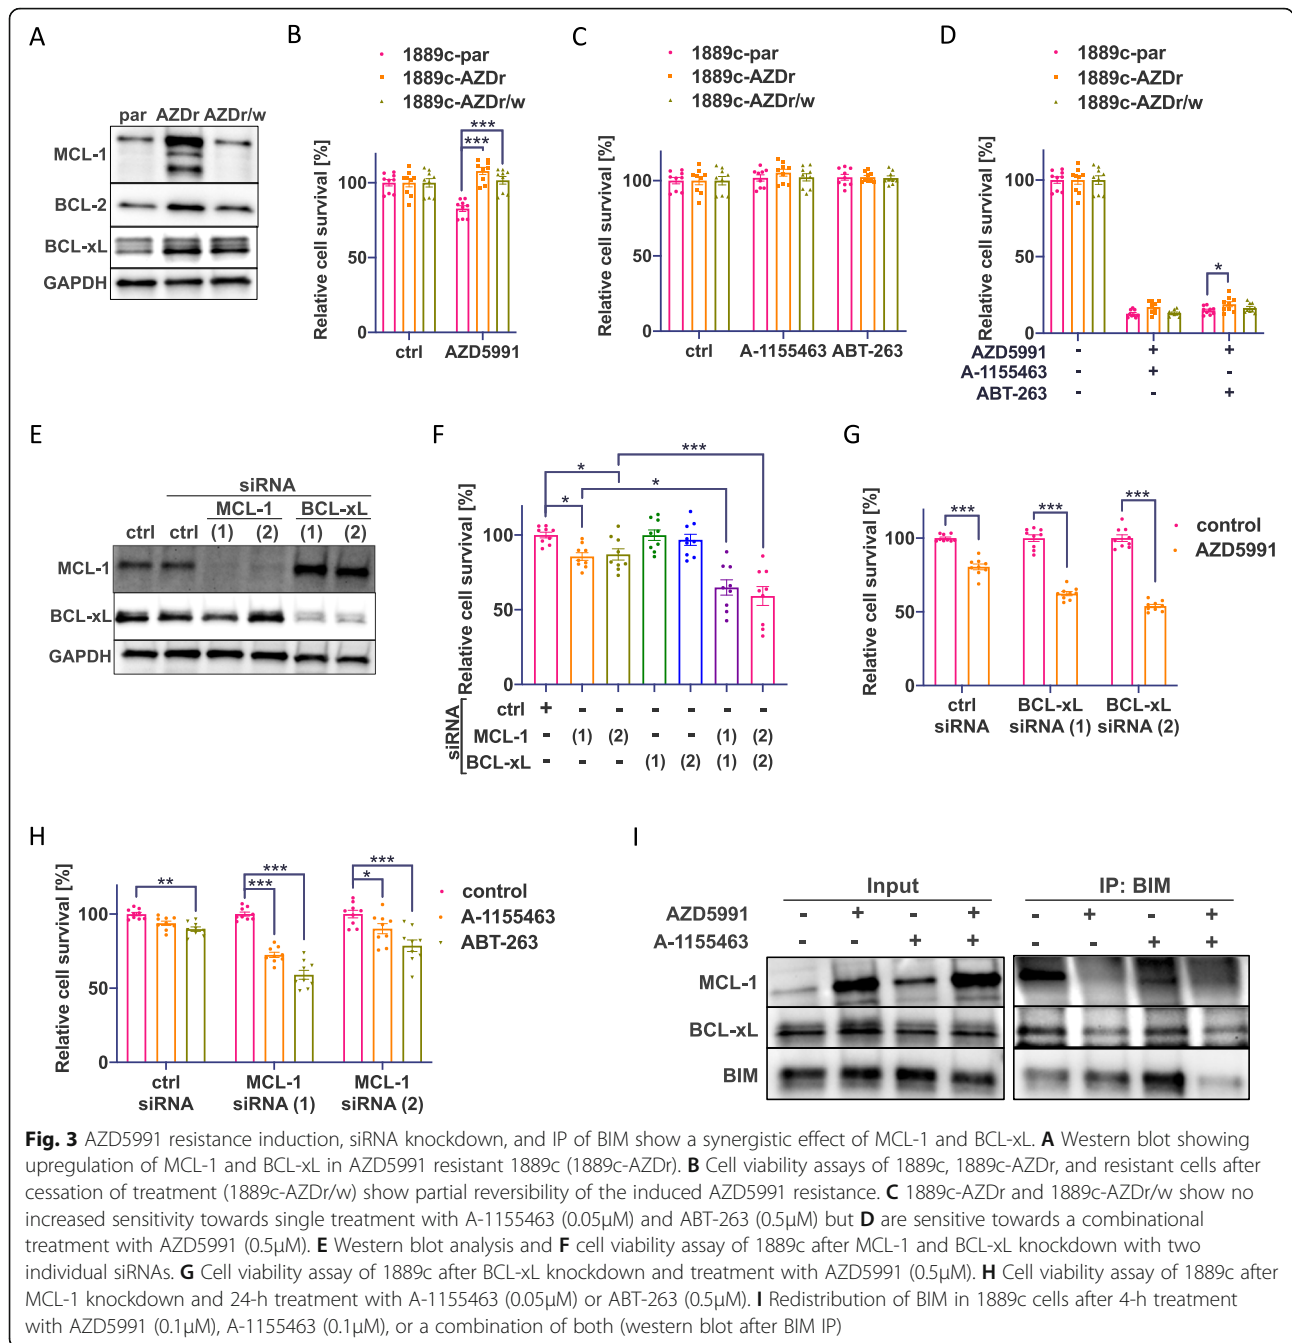 A
par AZDr AZDr/w
MCL-1
BCL-2
BCL-xL
GAPDH
B
1889c-par
1889c-AZDr
1889c-AZDr/w
Relative cell survival [%]
***
***
100
50
0
ctrl AZD5991
C
1889c-par
1889c-AZDr
1889c-AZDr/w
Relative cell survival [%]
100
50
0
ctrl A-1155463 ABT-263
D
1889c-par
1889c-AZDr
1889c-AZDr/w
Relative cell survival [%]
100
50
0
*
AZD5991 - + +
A-1155463 - + -
ABT-263 - - +
E
siRNA
MCL-1 BCL-xL
ctrl ctrl (1) (2) (1) (2)
MCL-1
BCL-xL
GAPDH
F
Relative cell survival [%]
***
*
*
*
100
50
0
siRNA
ctrl + - - - - - -
MCL-1 - (1) (2) - - (1) (2)
BCL-xL - - - (1) (2) (1) (2)
G
Relative cell survival [%]
*** *** ***
control
AZD5991
100
50
0
ctrl siRNA
BCL-xL siRNA (1)
BCL-xL siRNA (2)
H
Relative cell survival [%]
**
***
***
***
*
control
A-1155463
ABT-263
100
50
0
ctrl siRNA
MCL-1 siRNA (1)
MCL-1 siRNA (2)
I
Input IP: BIM
AZD5991 - + - + - + - +
A-1155463 - - + + - - + +
MCL-1
BCL-xL
BIM
Fig. 3 AZD5991 resistance induction, siRNA knockdown, and IP of BIM show a synergistic effect of MCL-1 and BCL-xL. A Western blot showing
upregulation of MCL-1 and BCL-xL in AZD5991 resistant 1889c (1889c-AZDr). B Cell viability assays of 1889c, 1889c-AZDr, and resistant cells after
cessation of treatment (1889c-AZDr/w) show partial reversibility of the induced AZD5991 resistance. C 1889c-AZDr and 1889c-AZDr/w show no
increased sensitivity towards single treatment with A-1155463 (0.05µM) and ABT-263 (0.5µM) but D are sensitive towards a combinational
treatment with AZD5991 (0.5µM). E Western blot analysis and F cell viability assay of 1889c after MCL-1 and BCL-xL knockdown with two
individual siRNAs. G Cell viability assay of 1889c after BCL-xL knockdown and treatment with AZD5991 (0.5µM). H Cell viability assay of 1889c after
MCL-1 knockdown and 24-h treatment with A-1155463 (0.05µM) or ABT-263 (0.5µM). I Redistribution of BIM in 1889c cells after 4-h treatment
with AZD5991 (0.1µM), A-1155463 (0.1µM), or a combination of both (western blot after BIM IP)